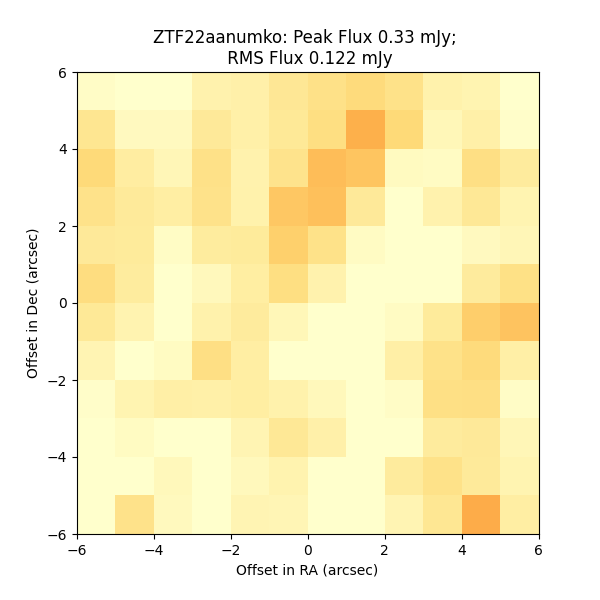 ZTF22aanumko: Peak Flux 0.33 mJy;
RMS Flux 0.122 mJy
6
4
2
0
−2
−4
−6
Offset in Dec (arcsec)
−6 −4 −2 0 2 4 6
Offset in RA (arcsec)